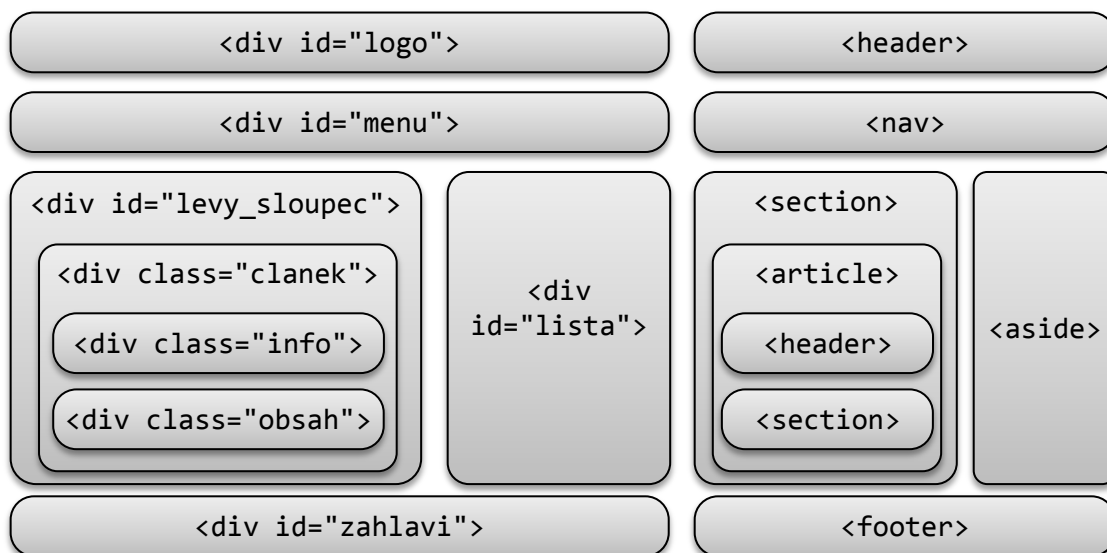 <div id="logo">
<div id="menu">
<div id="levy_sloupec">
<div class="clanek">
<div class="info">
<div class="obsah">
<div
id="lista">
<div id="zahlavi">
<header>
<nav>
<section>
<article>
<header>
<section>
<aside>
<footer>